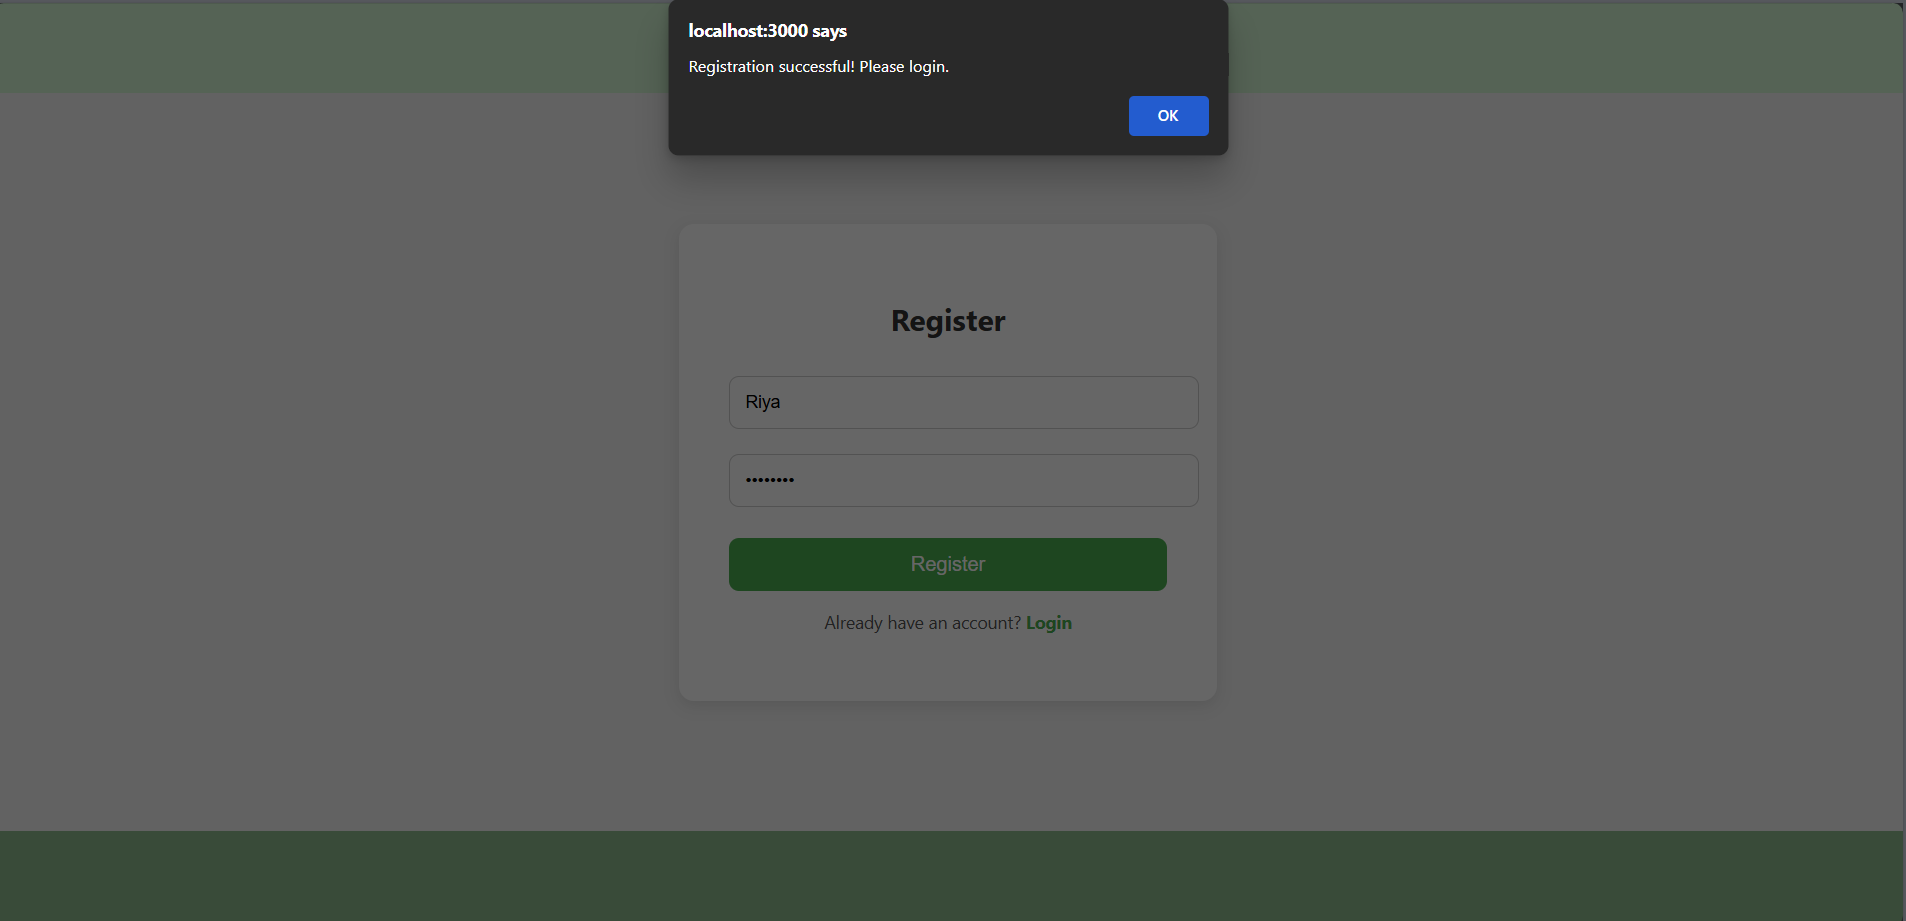 localhost:3000 says
Registration successful! Please login.
OK
Register
Riya
••••••••
Register
Already have an account? Login